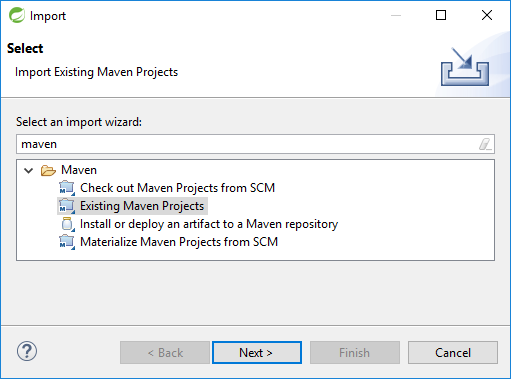 Import
Select
Import Existing Maven Projects
Select an import wizard:
maven
Maven
Check out Maven Projects from SCM
Existing Maven Projects
Install or deploy an artifact to a Maven repository
Materialize Maven Projects from SCM
< Back
Next >
Finish
Cancel